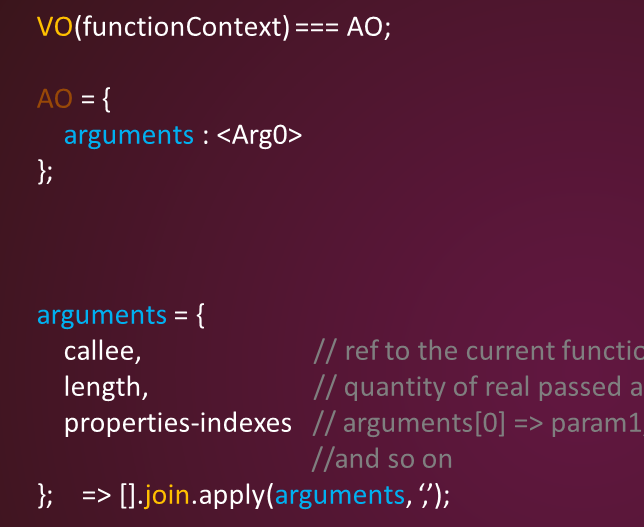 VO(functionContext) === AO;
AO = {
arguments : <Arg0>
};
arguments = {
callee, // ref to the current functio
length, // quantity of real passed a
properties-indexes // arguments[0] => param1,
//and so on
}; => [].join.apply(arguments, ‘,’);